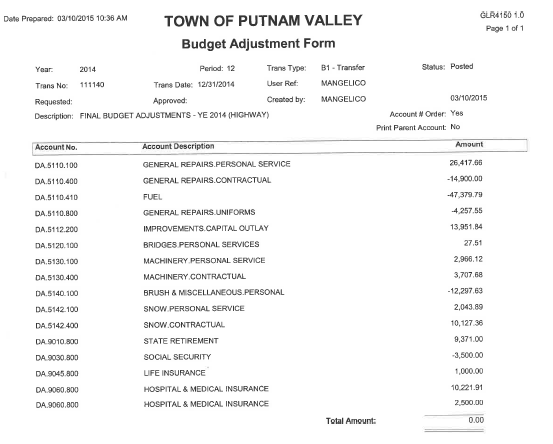 Date Prepared: 03/10/2015 10:36 AM
TOWN OF PUTNAM VALLEY
GLR4150 1.0
Page 1 of 1
Budget Adjustment Form
Year: 2014 Period: 12 Trans Type: B1 - Transfer Status: Posted
Trans No: 111140 Trans Date: 12/31/2014 User Ref: MANGELICO
Requested: Approved: Created by: MANGELICO 03/10/2015
Description: FINAL BUDGET ADJUSTMENTS - YE 2014 (HIGHWAY) Account # Order: Yes
Print Parent Account: No
Account No. Account Description Amount
DA.5110.100 GENERAL REPAIRS.PERSONAL SERVICE 26,417.66
DA.5110.400 GENERAL REPAIRS.CONTRACTUAL -14,900.00
DA.5110.410 FUEL -47,379.79
DA.5110.800 GENERAL REPAIRS.UNIFORMS -4,257.55
DA.5112.200 IMPROVEMENTS.CAPITAL OUTLAY 13,951.84
DA.5120.100 BRIDGES.PERSONAL SERVICES 27.51
DA.5130.100 MACHINERY.PERSONAL SERVICE 2,966.12
DA.5130.400 MACHINERY.CONTRACTUAL 3,707.68
DA.5140.100 BRUSH & MISCELLANEOUS.PERSONAL -12,297.63
DA.5142.100 SNOW.PERSONAL SERVICE 2,043.89
DA.5142.400 SNOW.CONTRACTUAL 10,127.36
DA.9010.800 STATE RETIREMENT 9,371.00
DA.9030.800 SOCIAL SECURITY -3,500.00
DA.9045.800 LIFE INSURANCE 1,000.00
DA.9060.800 HOSPITAL & MEDICAL INSURANCE 10,221.91
DA.9060.800 HOSPITAL & MEDICAL INSURANCE 2,500.00
Total Amount: 0.00